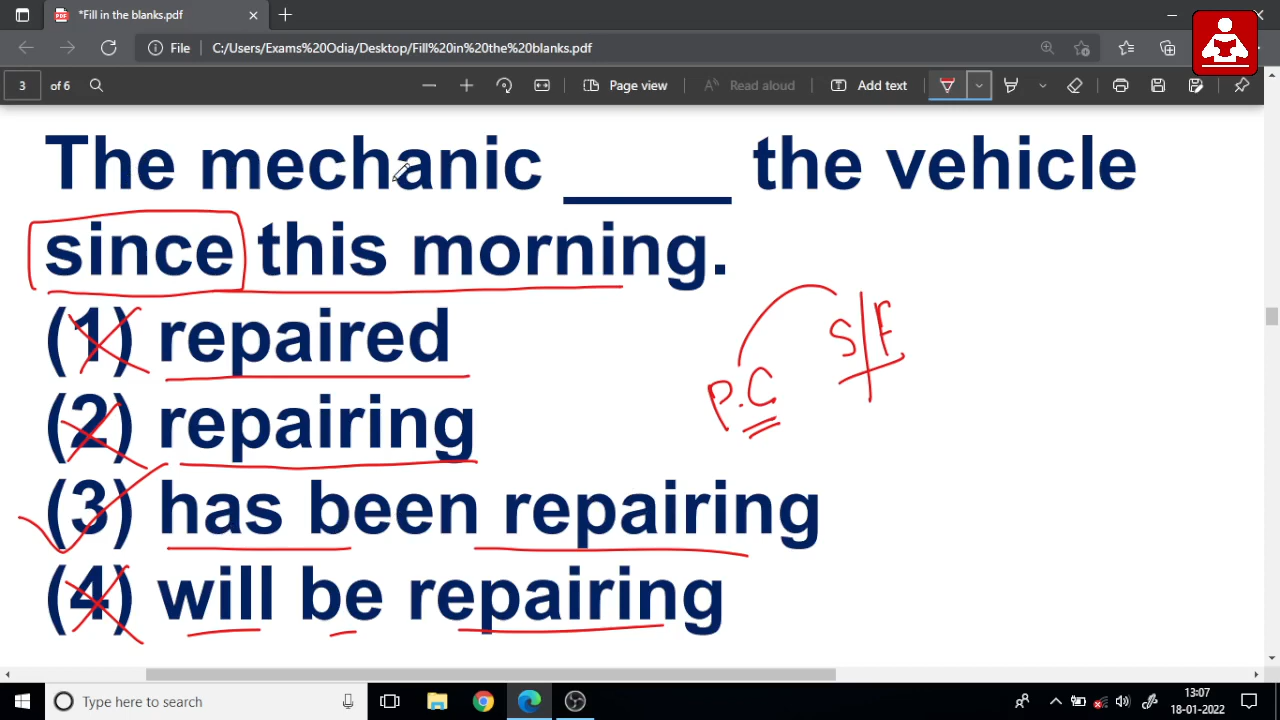 *Fill in the blanks.pdf
File C:/Users/Exams%20Odia/Desktop/Fill%20in%20the%20blanks.pdf
3 of 6 Page view Read aloud Add text
The mechanic _____ the vehicle
since this morning.
(1) repaired
S F
(2) repairing
P.C
(3) has been repairing
(4) will be repairing
Type here to search
13:07
18-01-2022